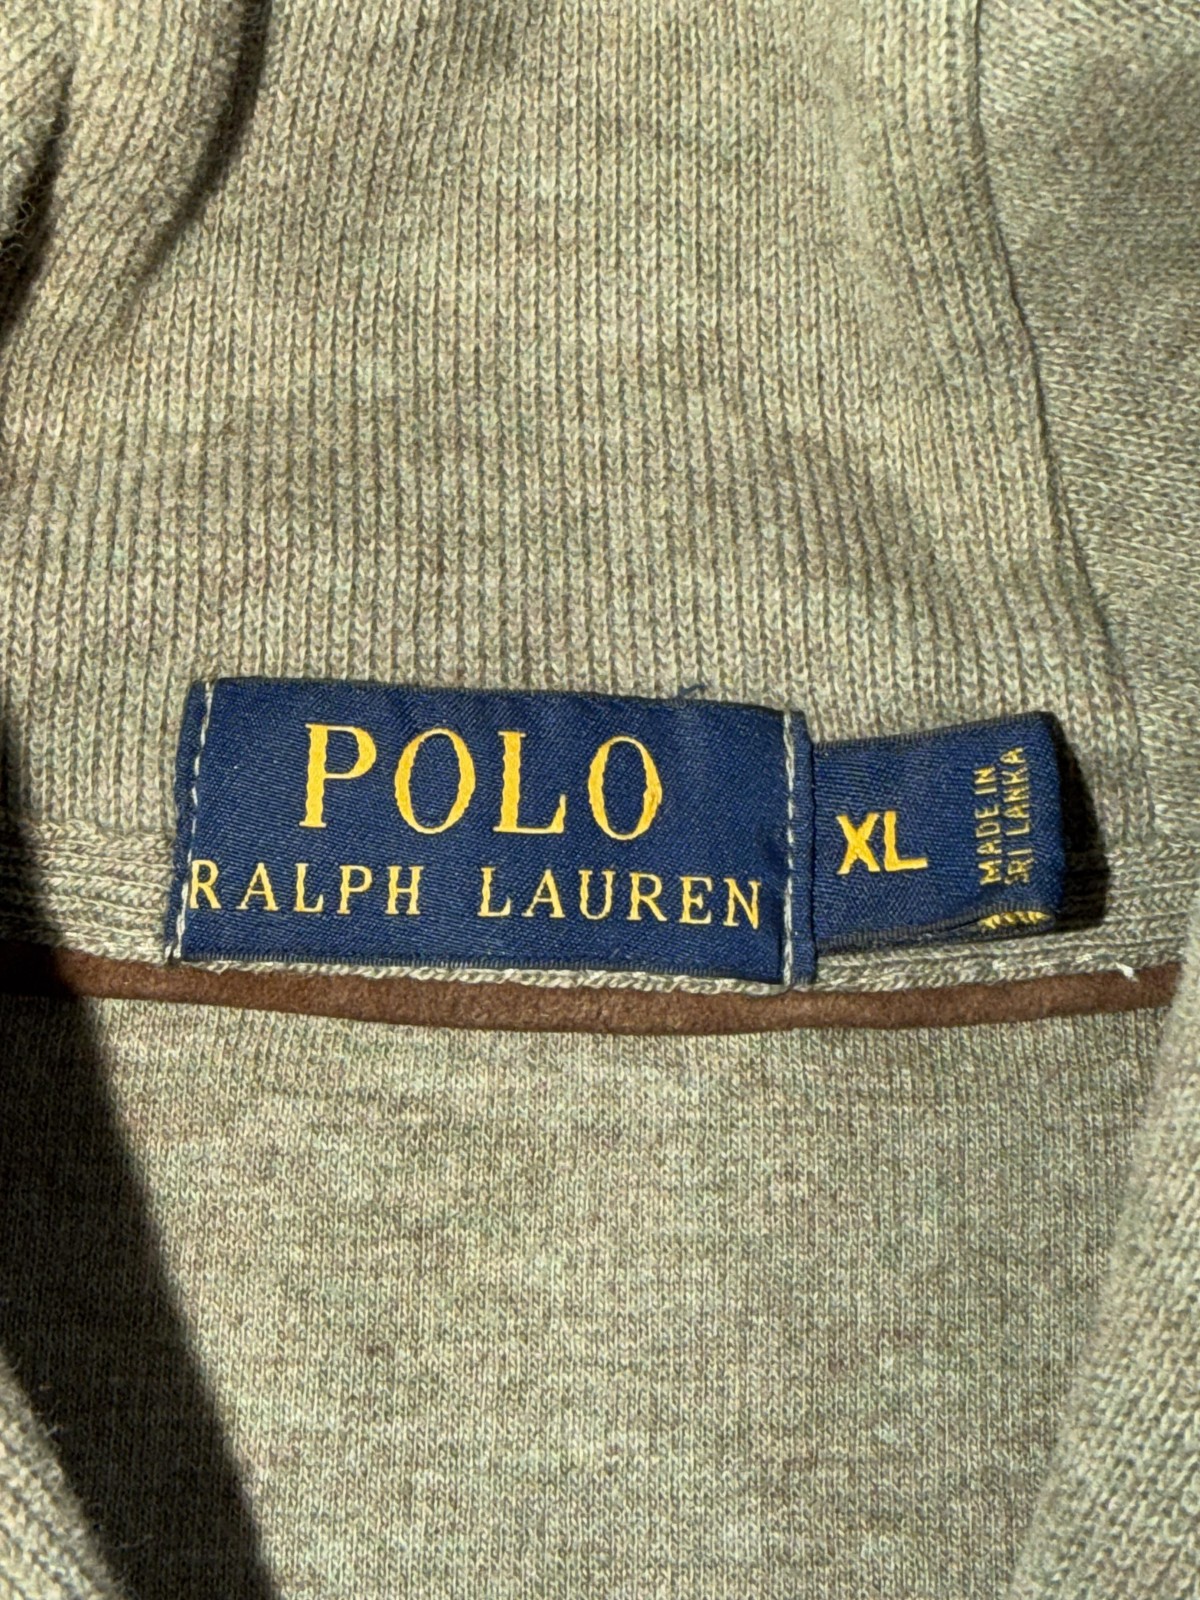 POLO
RALPH LAUREN
XL
MADE IN
SRI LANKA